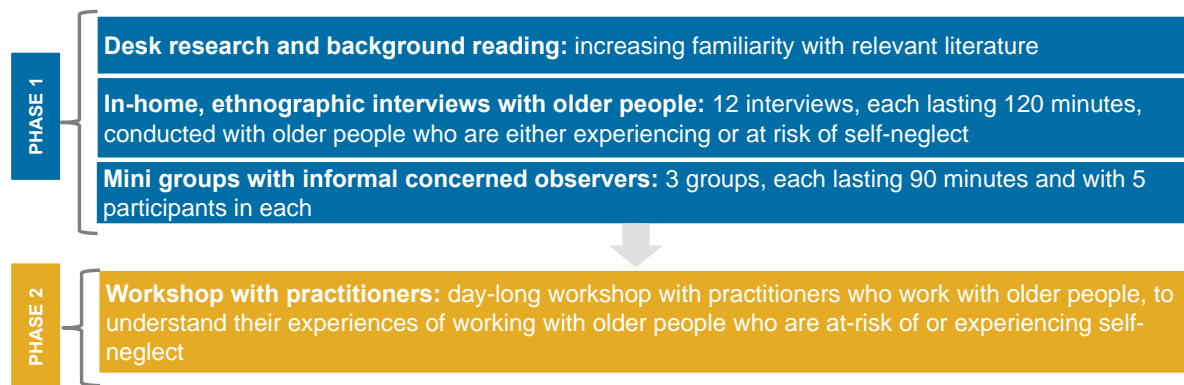 PHASE 1
Desk research and background reading: increasing familiarity with relevant literature
In-home, ethnographic interviews with older people: 12 interviews, each lasting 120 minutes,
conducted with older people who are either experiencing or at risk of self-neglect
Mini groups with informal concerned observers: 3 groups, each lasting 90 minutes and with 5
participants in each
PHASE 2
Workshop with practitioners: day-long workshop with practitioners who work with older people, to
understand their experiences of working with older people who are at-risk of or experiencing self-
neglect